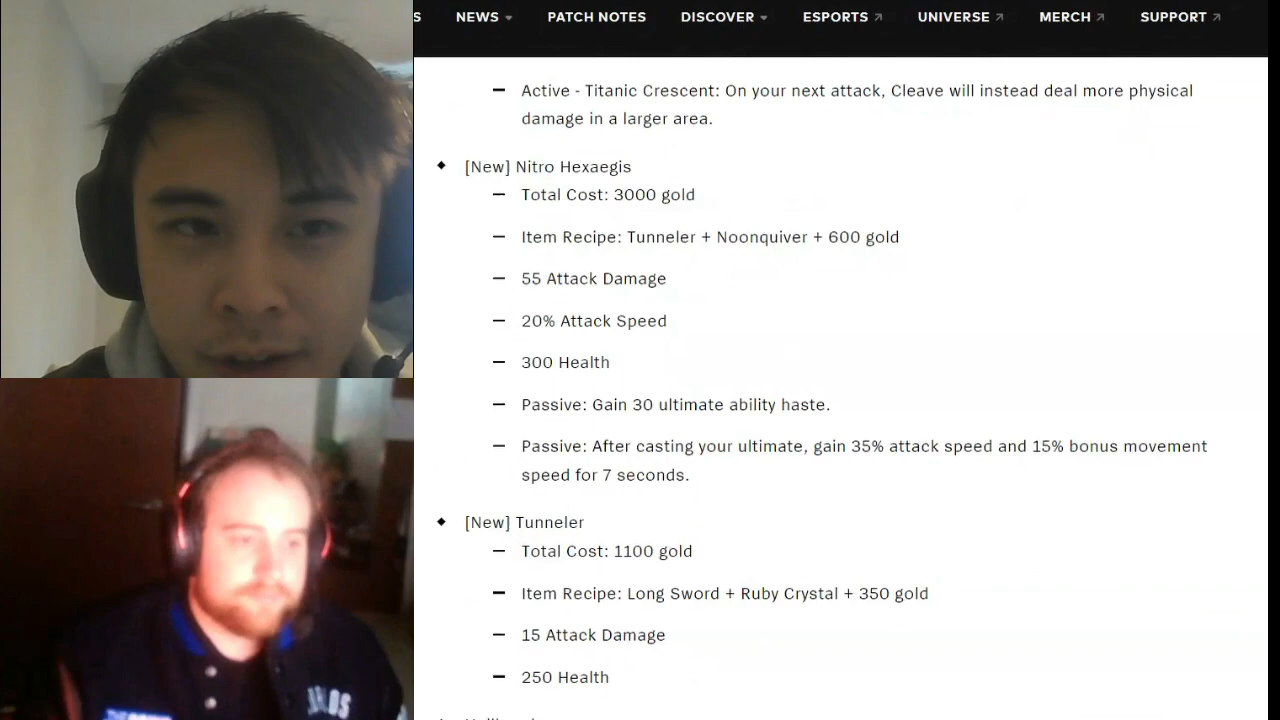 S NEWS PATCH NOTES DISCOVER ESPORTS UNIVERSE MERCH SUPPORT
– Active - Titanic Crescent: On your next attack, Cleave will instead deal more physical
damage in a larger area.
◆ [New] Nitro Hexaegis
– Total Cost: 3000 gold
– Item Recipe: Tunneler + Noonquiver + 600 gold
– 55 Attack Damage
– 20% Attack Speed
– 300 Health
– Passive: Gain 30 ultimate ability haste.
– Passive: After casting your ultimate, gain 35% attack speed and 15% bonus movement
speed for 7 seconds.
◆ [New] Tunneler
– Total Cost: 1100 gold
– Item Recipe: Long Sword + Ruby Crystal + 350 gold
– 15 Attack Damage
– 250 Health